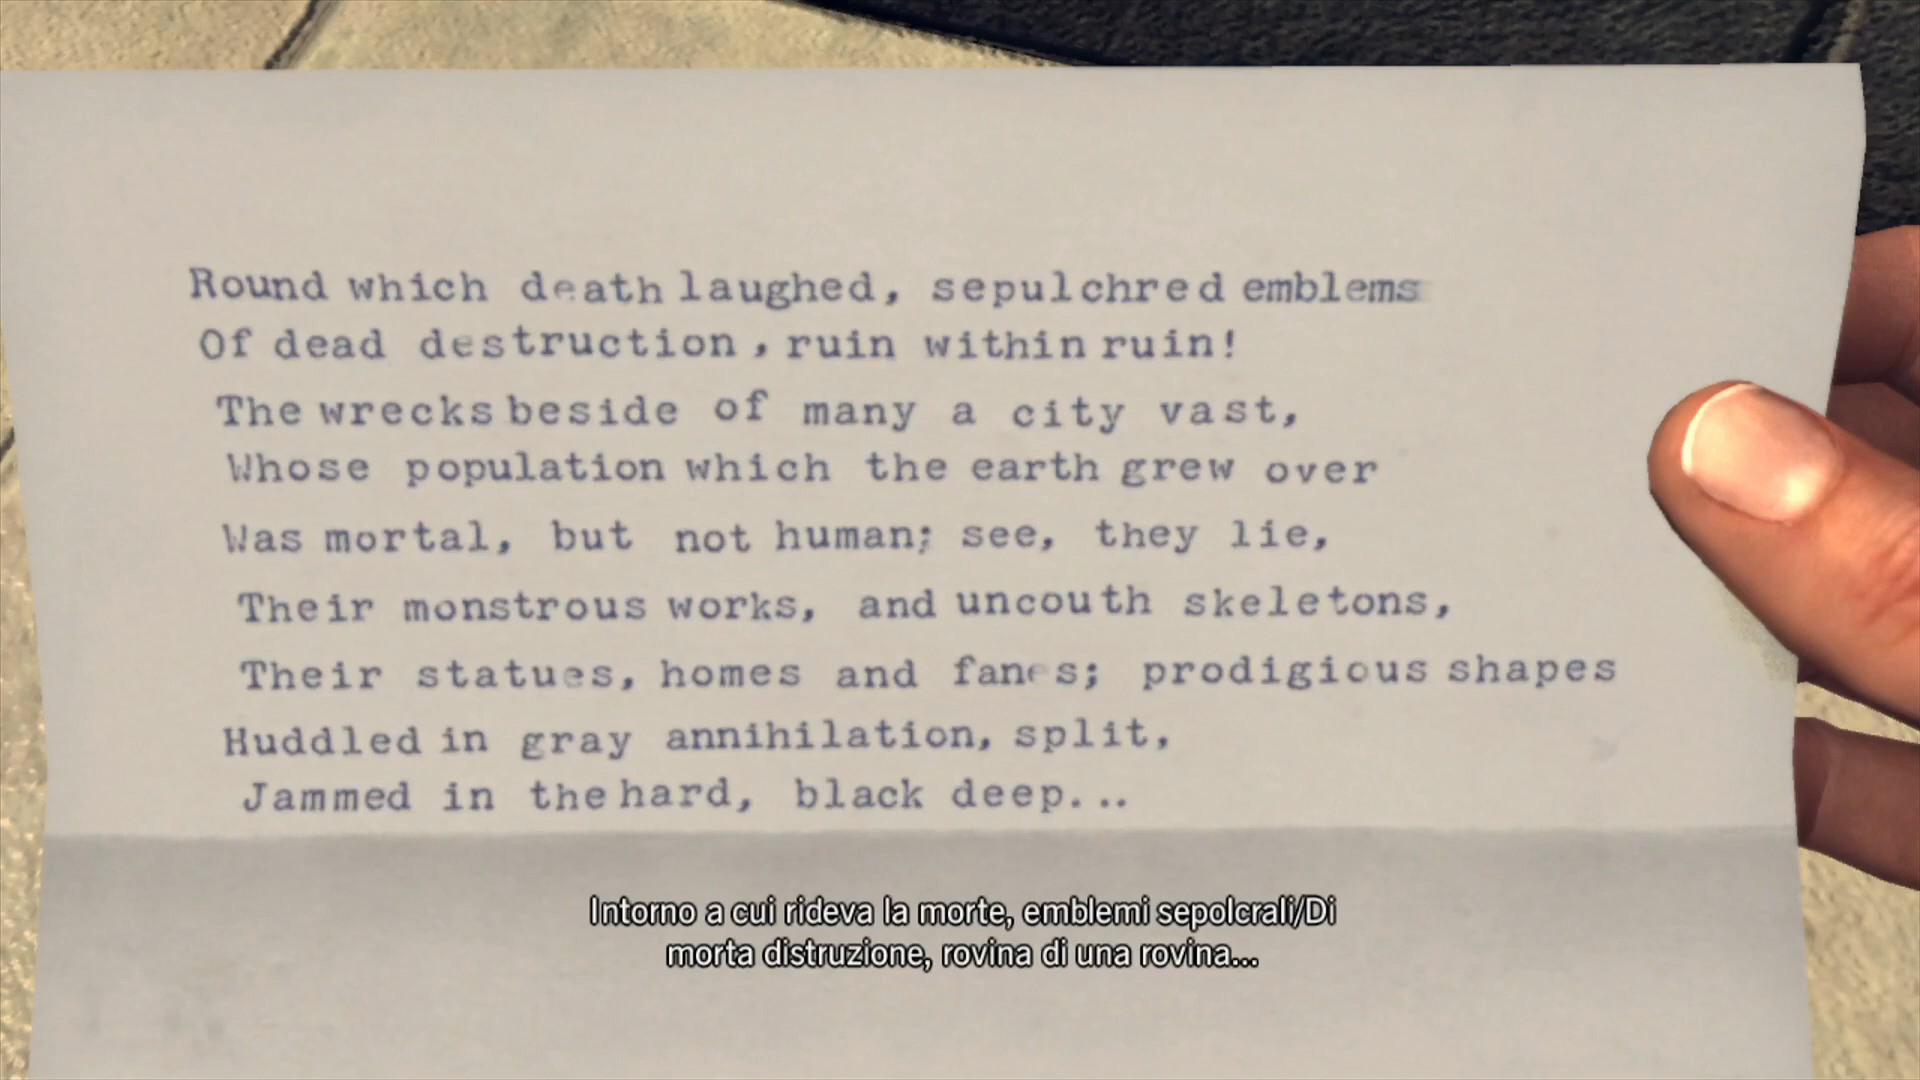 Round which death laughed, sepulchred emblems
Of dead destruction, ruin within ruin!
The wrecks beside of many a city vast,
Whose population which the earth grew over
Was mortal, but not human; see, they lie,
Their monstrous works, and uncouth skeletons,
Their statues, homes and fanes; prodigious shapes
Huddled in gray annihilation, split,
Jammed in the hard, black deep...
Intorno a cui rideva la morte, emblemi sepolcrali/Di
morta distruzione, rovina di una rovina...